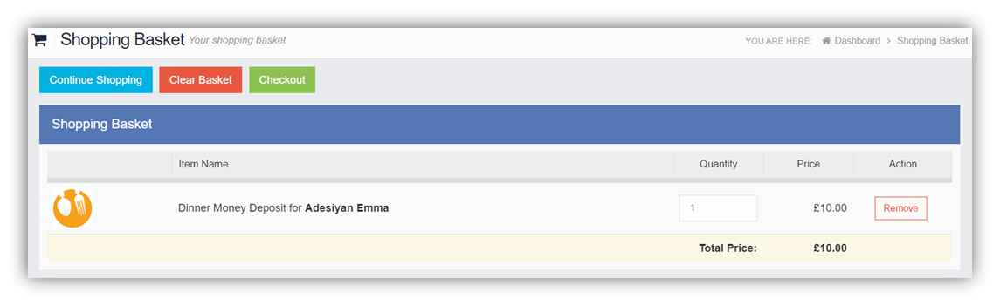 Shopping Basket Your shopping basket YOU ARE HERE: Dashboard > Shopping Basket
Continue Shopping Clear Basket Checkout
Shopping Basket
Item Name Quantity Price Action
Dinner Money Deposit for Adesiyan Emma 1 £10.00 Remove
Total Price: £10.00